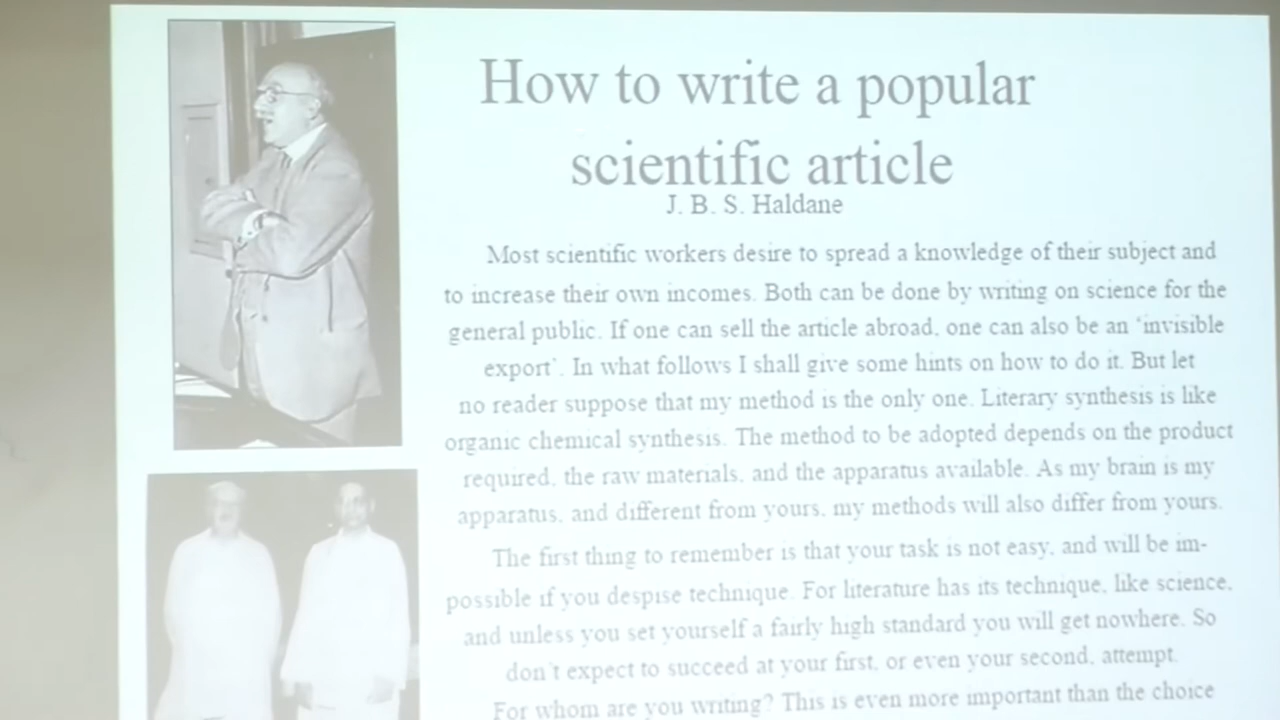 How to write a popular
scientific article
J. B. S. Haldane
Most scientific workers desire to spread a knowledge of their subject and
to increase their own incomes. Both can be done by writing on science for the
general public. If one can sell the article abroad, one can also be an 'invisible
export'. In what follows I shall give some hints on how to do it. But let
no reader suppose that my method is the only one. Literary synthesis is like
organic chemical synthesis. The method to be adopted depends on the product
required, the raw materials, and the apparatus available. As my brain is my
apparatus, and different from yours, my methods will also differ from yours.
The first thing to remember is that your task is not easy, and will be im-
possible if you despise technique. For literature has its technique, like science,
and unless you set yourself a fairly high standard you will get nowhere. So
don't expect to succeed at your first, or even your second, attempt.
For whom are you writing? This is even more important than the choice